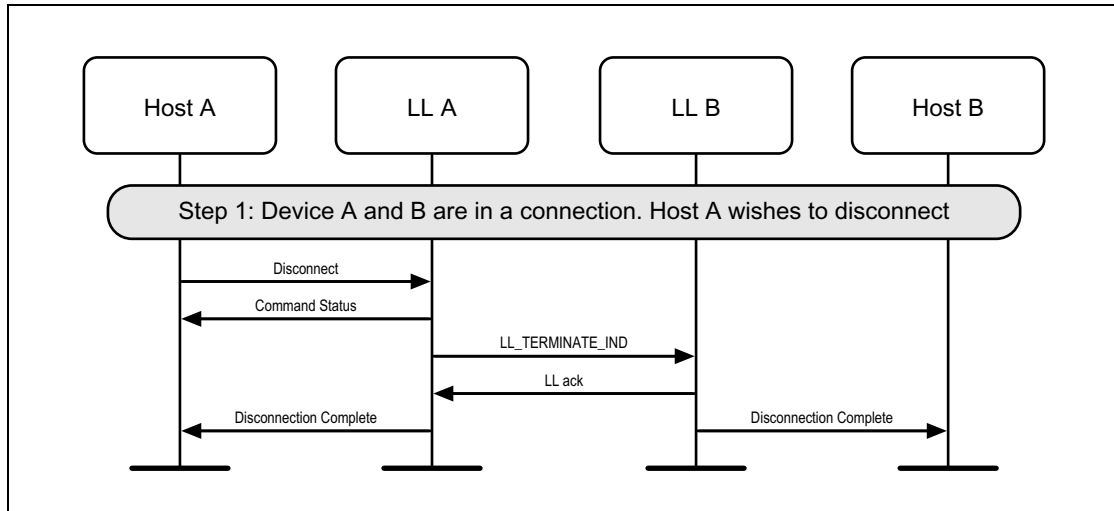 Host A
LL A
LL B
Host B
Step 1: Device A and B are in a connection. Host A wishes to disconnect
Disconnect
Command Status
LL_TERMINATE_IND
LL ack
Disconnection Complete
Disconnection Complete